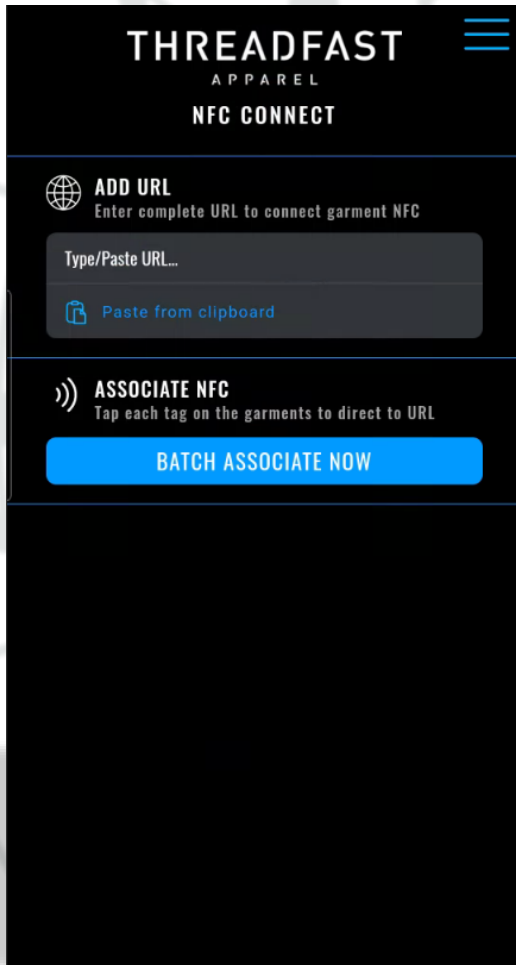 THREADFAST
APPAREL
NFC CONNECT
ADD URL
Enter complete URL to connect garment NFC
Type/Paste URL...
Paste from clipboard
ASSOCIATE NFC
Tap each tag on the garments to direct to URL
BATCH ASSOCIATE NOW